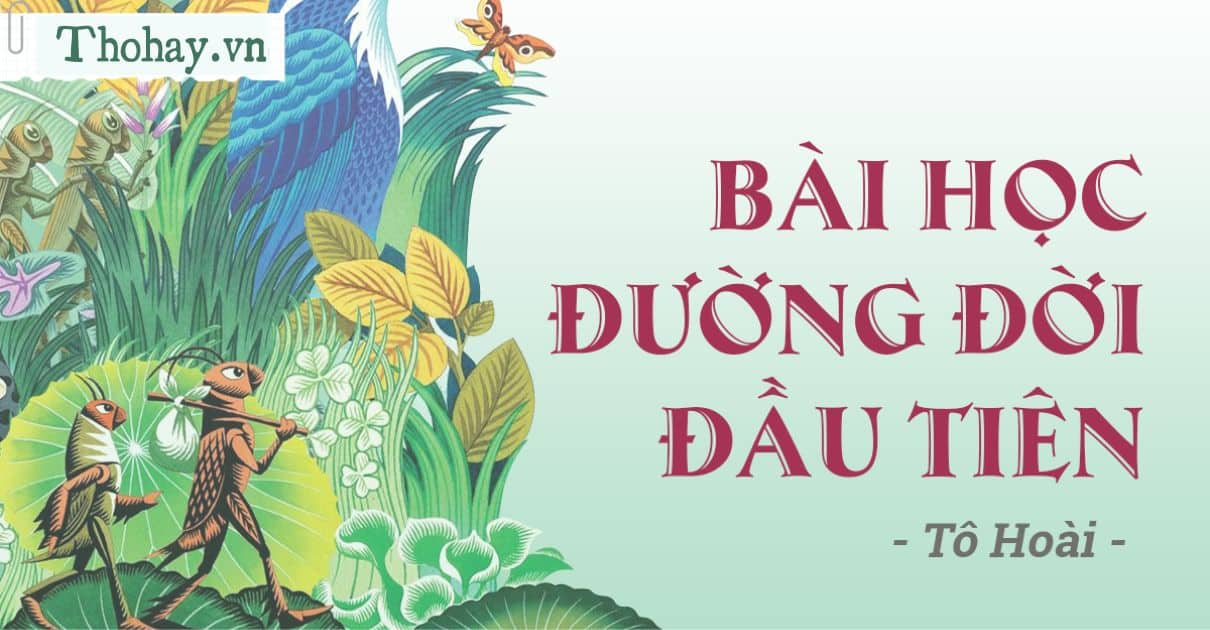 Thohay.vn
BÀI HỌC
ĐƯỜNG ĐỜI
ĐẦU TIÊN
- Tô Hoài -